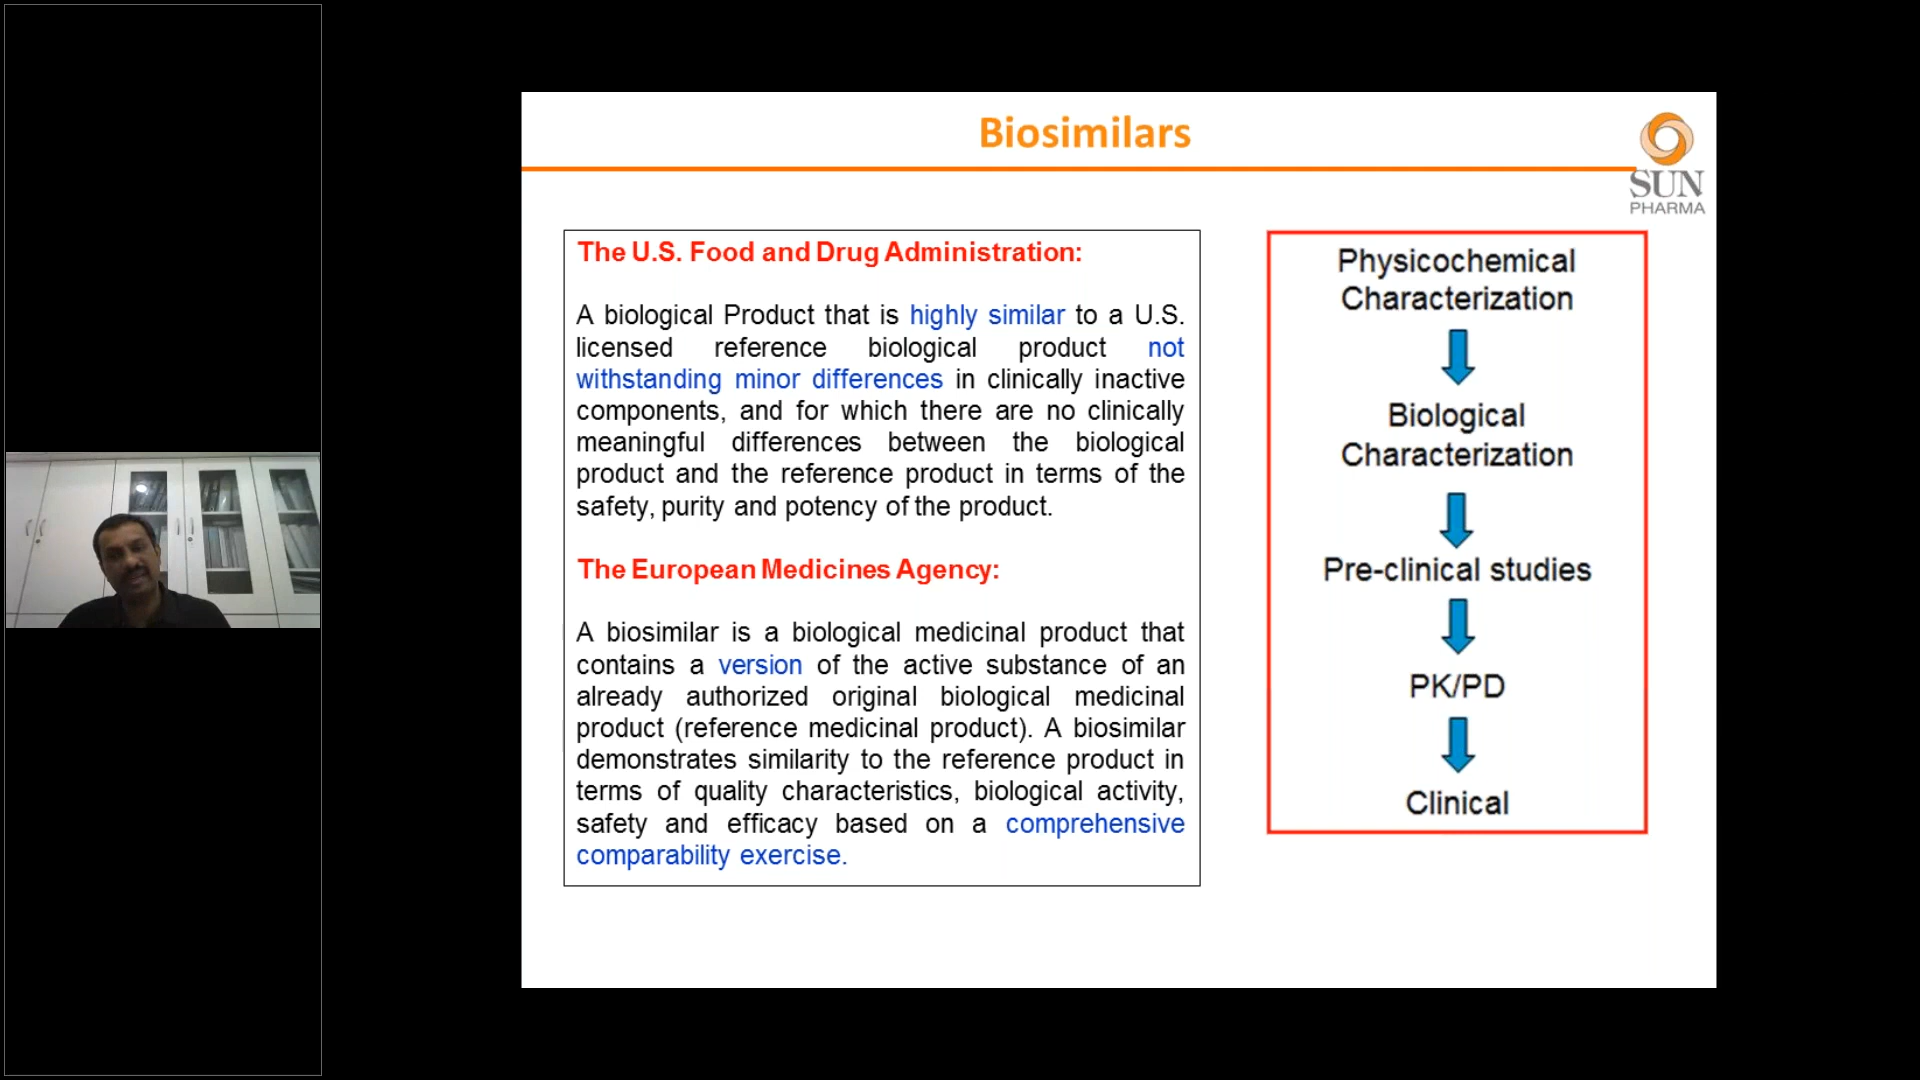 Biosimilars
SUN
PHARMA
The U.S. Food and Drug Administration:
A biological Product that is highly similar to a U.S.
licensed reference biological product not
withstanding minor differences in clinically inactive
components, and for which there are no clinically
meaningful differences between the biological
product and the reference product in terms of the
safety, purity and potency of the product.
The European Medicines Agency:
A biosimilar is a biological medicinal product that
contains a version of the active substance of an
already authorized original biological medicinal
product (reference medicinal product). A biosimilar
demonstrates similarity to the reference product in
terms of quality characteristics, biological activity,
safety and efficacy based on a comprehensive
comparability exercise.
Physicochemical
Characterization
Biological
Characterization
Pre-clinical studies
PK/PD
Clinical